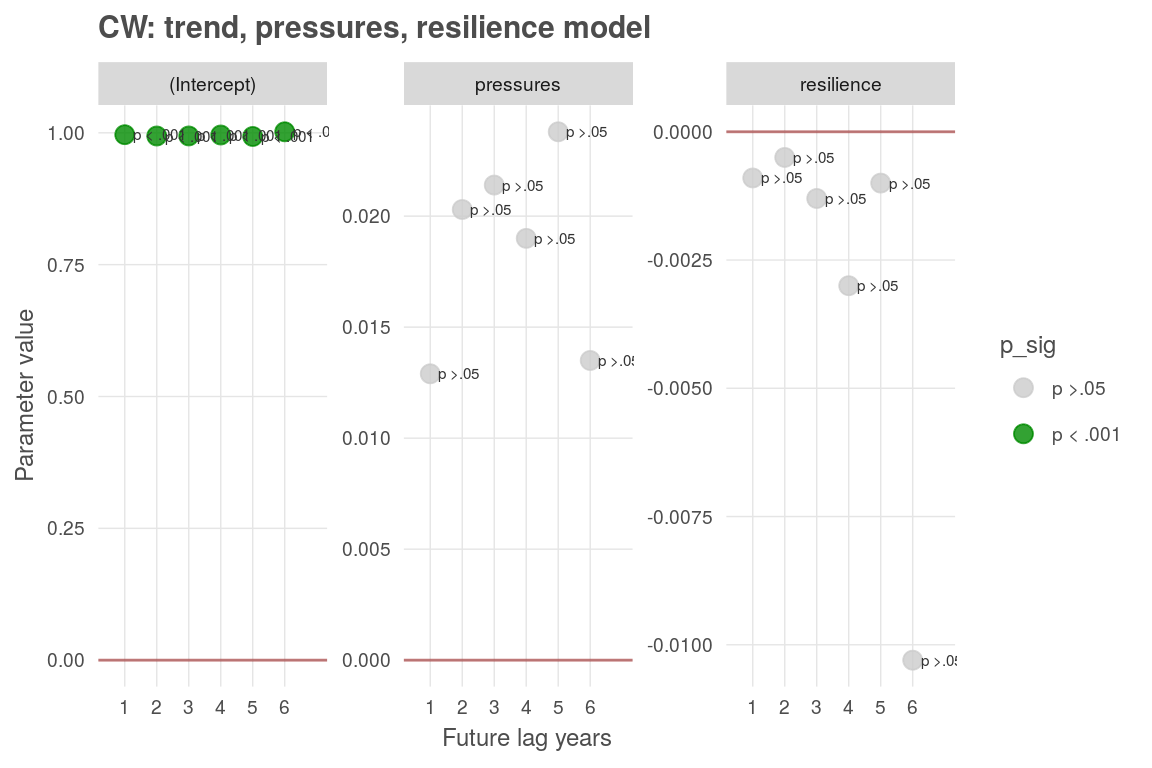 CW: trend, pressures, resilience model
(Intercept)
pressures
resilience
Parameter value
1.00
0.75
0.50
0.25
0.00
p < .001
1 2 3 4 5 6
0.020
0.015
0.010
0.005
0.000
p >.05
p >.05
p >.05
p >.05
p >.05
p >.05
1 2 3 4 5 6
0.0000
-0.0025
-0.0050
-0.0075
-0.0100
p >.05
p >.05
p >.05
p >.05
p >.05
p >.05
1 2 3 4 5 6
Future lag years
p_sig
p >.05
p < .001